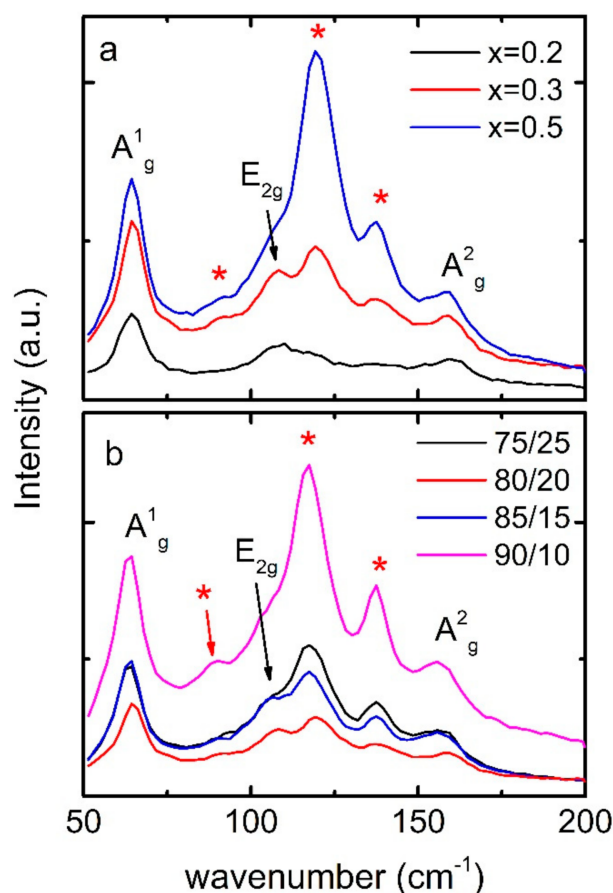 a
x=0.2
x=0.3
x=0.5
*
A¹g
E2g
*
*
A²g
Intensity (a.u.)
b
75/25
80/20
85/15
90/10
*
A¹g
*
E2g
*
A²g
50
100
150
200
wavenumber (cm⁻¹)